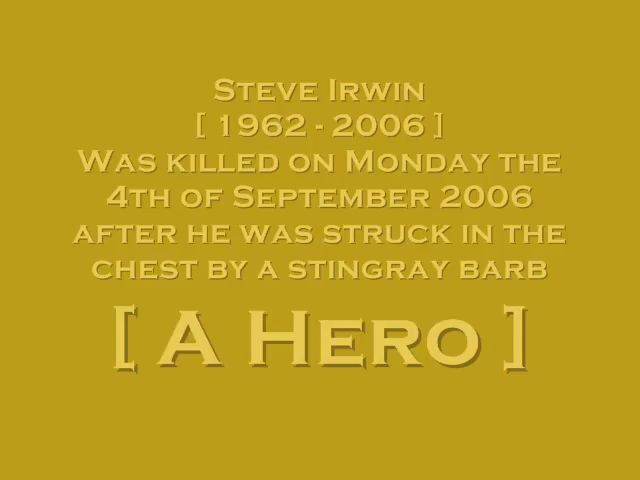 Steve Irwin
[ 1962 - 2006 ]
Was killed on Monday the
4th of September 2006
after he was struck in the
chest by a stingray barb
[ A Hero ]